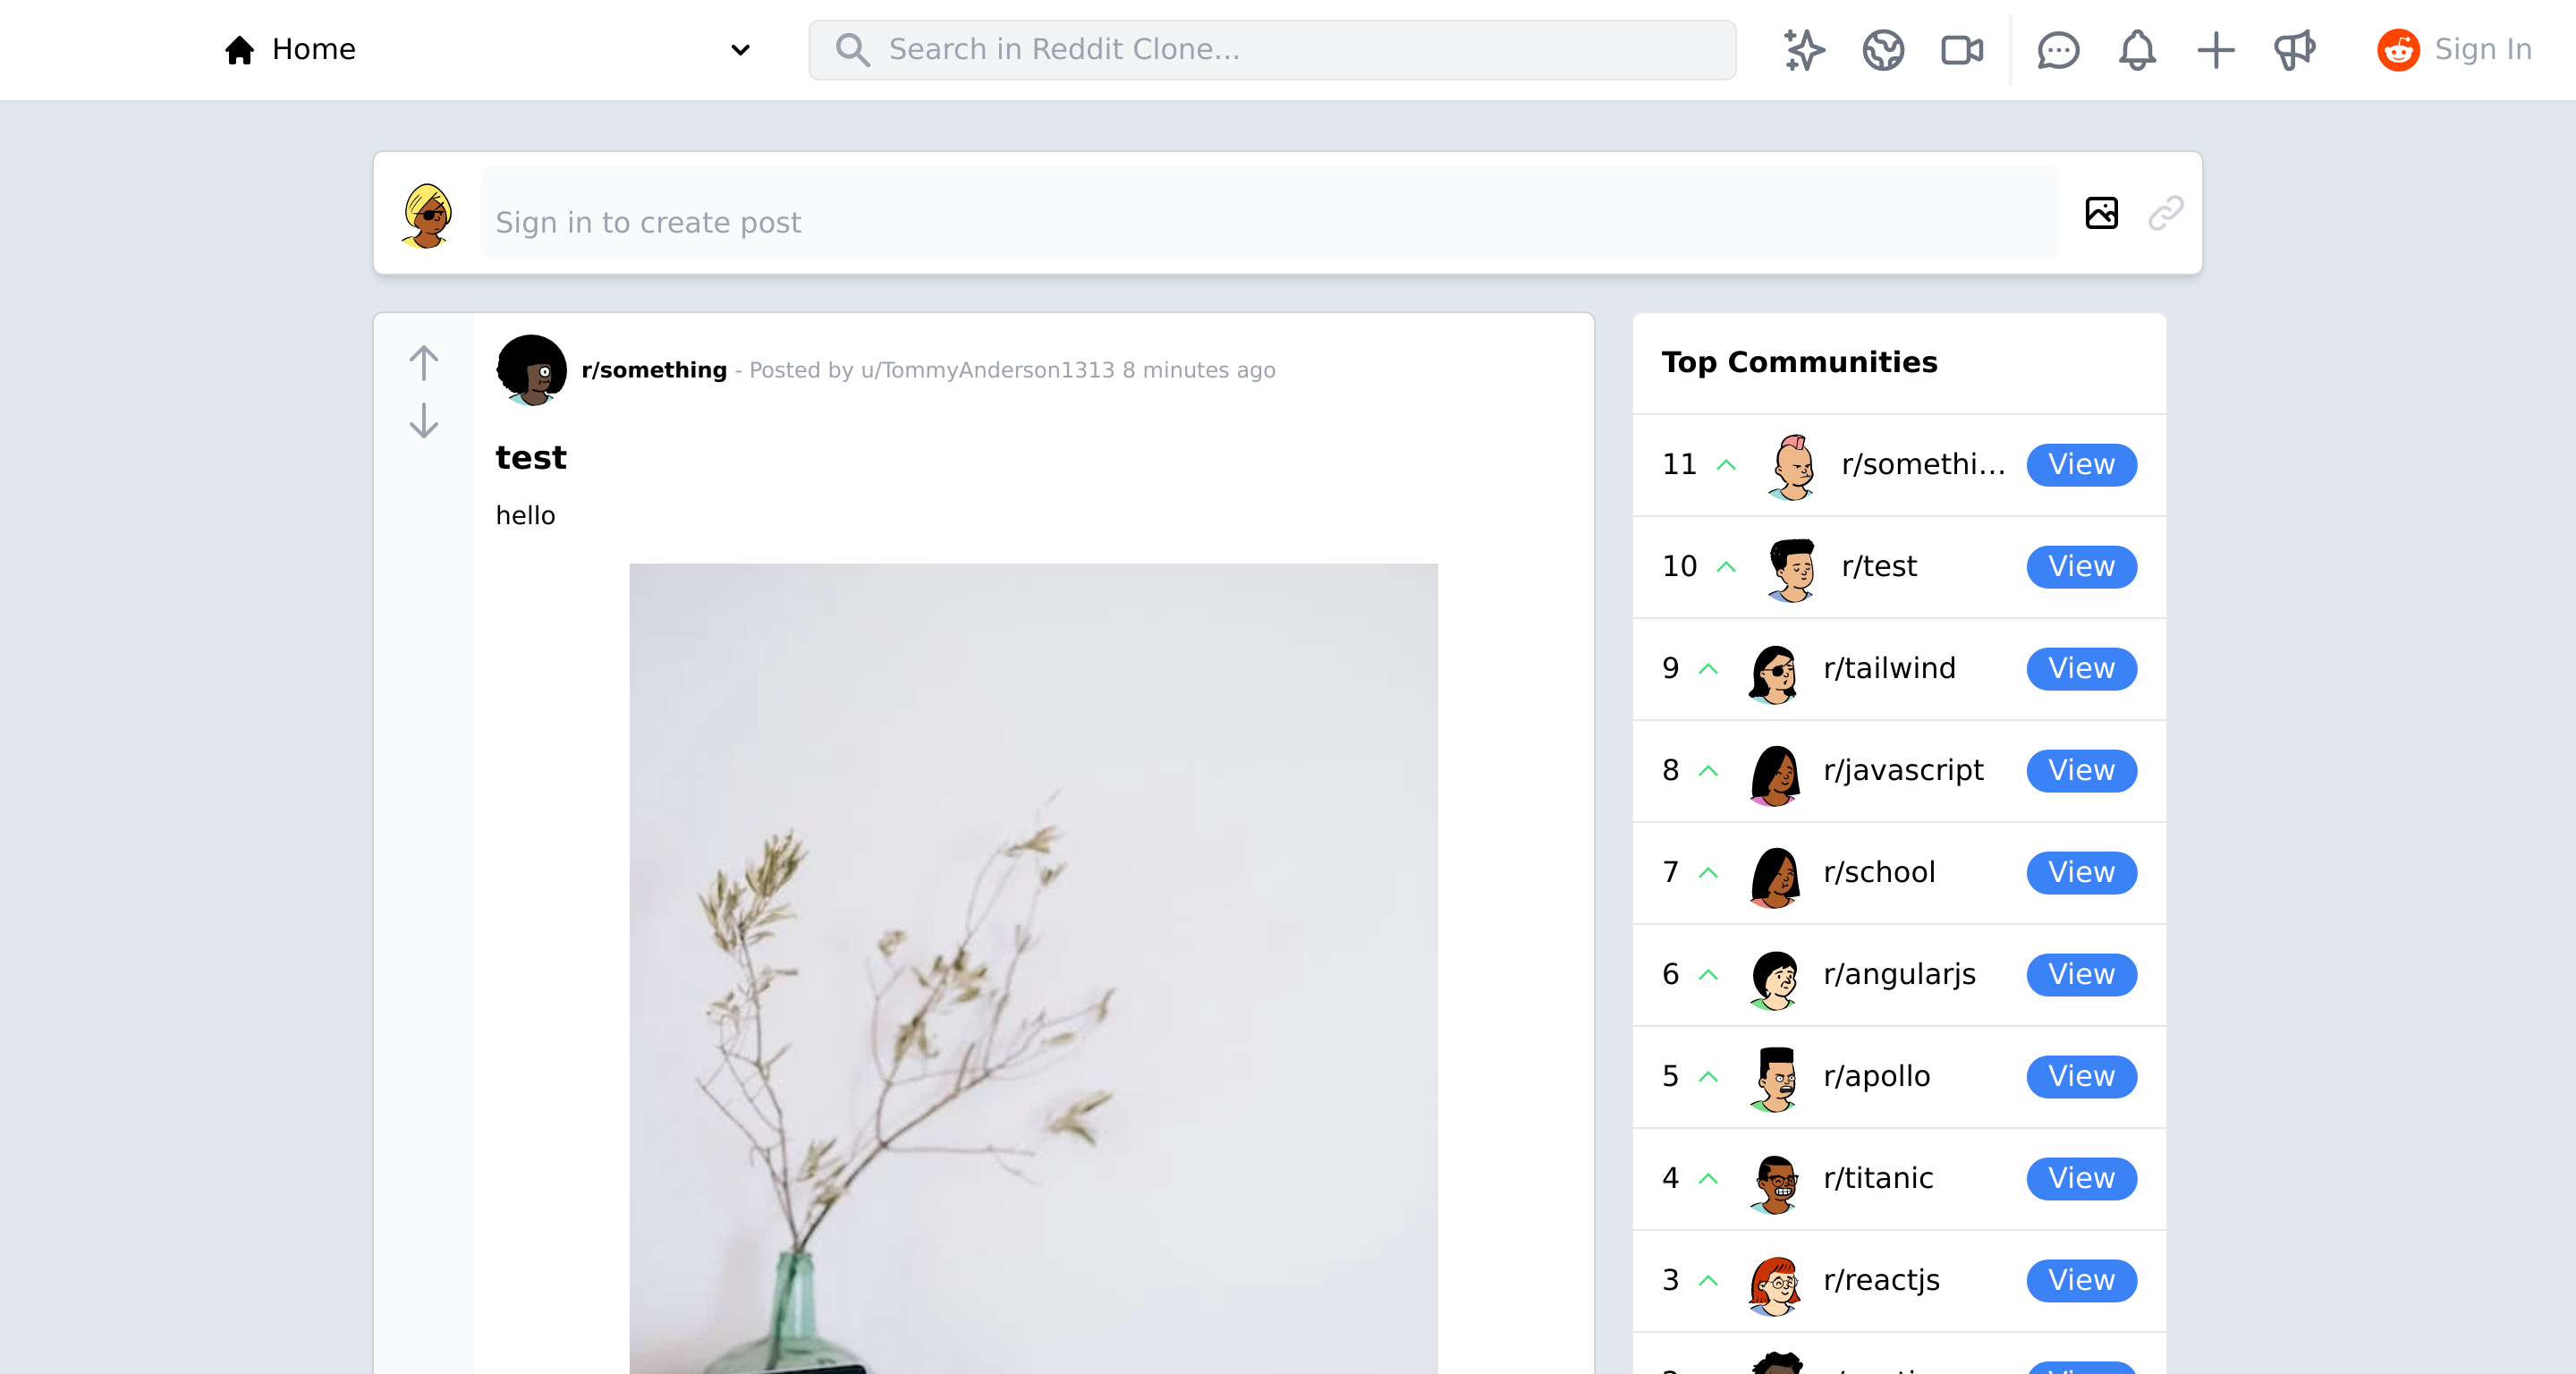 Home
Search in Reddit Clone...
Sign In
Sign in to create post
r/something - Posted by u/TommyAnderson1313 8 minutes ago
test
hello
Top Communities
11 r/somethi... View
10 r/test View
9 r/tailwind View
8 r/javascript View
7 r/school View
6 r/angularjs View
5 r/apollo View
4 r/titanic View
3 r/reactjs View